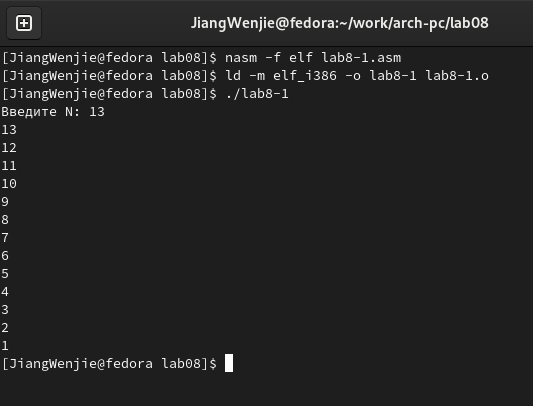 JiangWenjie@fedora:~/work/arch-pc/lab08
[JiangWenjie@fedora lab08]$ nasm -f elf lab8-1.asm
[JiangWenjie@fedora lab08]$ ld -m elf_i386 -o lab8-1 lab8-1.o
[JiangWenjie@fedora lab08]$ ./lab8-1
Введите N: 13
13
12
11
10
9
8
7
6
5
4
3
2
1
[JiangWenjie@fedora lab08]$